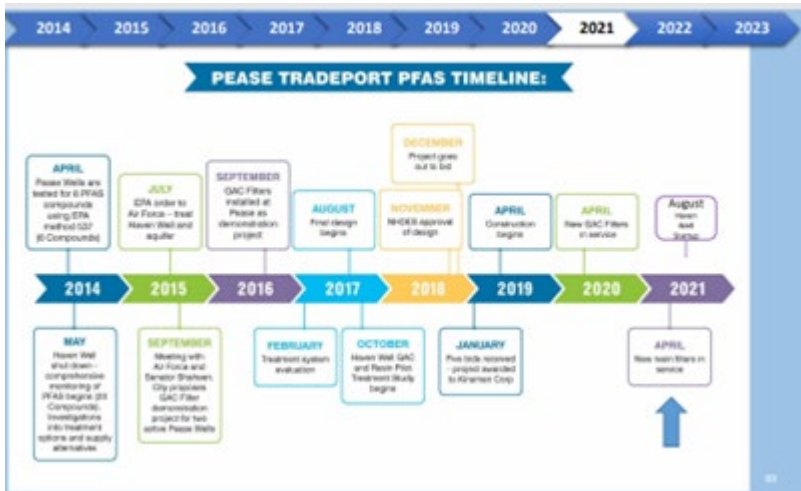 2014 2015 2016 2017 2018 2019 2020 2021 2022 2023
PEASE TRADEPORT PFAS TIMELINE:
APRIL
Pease Wells are
tested for 6 PFAS
compounds
using EPA
method 537
(6 Compounds)
JULY
EPA order to
Air Force – treat
Haven Well and
aquifer
SEPTEMBER
GAC Filters
installed at
Pease as
demonstration
project
AUGUST
Final design
begins
DECEMBER
Project goes
out to bid
NOVEMBER
NHDES approval
of design
APRIL
Construction
begins
APRIL
New GAC Filters
in service
August
Haven
Well
Startup
2014 2015 2016 2017 2018 2019 2020 2021
MAY
Haven Well
shut down -
comprehensive
monitoring of
PFAS begins (23
Compounds).
Investigations
into treatment
options and supply
alternatives
SEPTEMBER
Meeting with
Air Force and
Senator Shaheen.
City proposes
GAC Filter
demonstration
project for two
active Pease Wells
FEBRUARY
Treatment system
evaluation
OCTOBER
Haven Well GAC
and Resin Pilot
Treatment Study
begins
JANUARY
Five bids received
- project awarded
to Kinsmen Corp
APRIL
New resin filters in
service